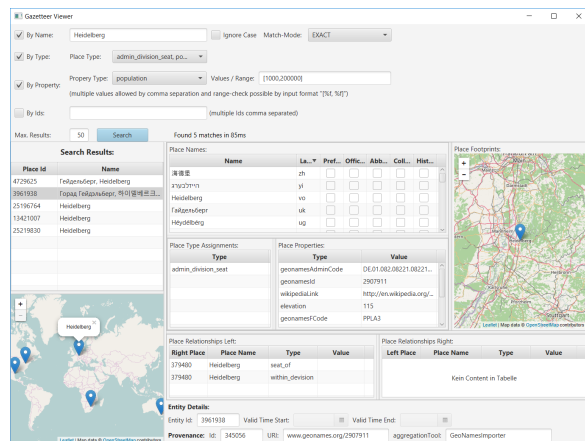 Gazetteer Viewer
By Name: Heidelberg Ignore Case Match-Mode: EXACT
By Type: Place Type: admin_division_seat, po...
By Property: Propery Type: population Values / Range: [1000,200000]
(multiple values allowed by comma separation and range-check possible by input format "[%f, %f]")
By Ids: (multiple Ids comma separated)
Max. Results: 50 Search Found 5 matches in 85ms
Search Results:
Place Id Name
4729625 Гейдельберг, Heidelberg
3961938 Горад Гейдэльберг, 하이델베르크...
25196764 Heidelberg
13421007 Heidelberg
25219830 Heidelberg
Place Names:
Name La... Pref... Offic... Abb... Coll... Hist...
海德堡 zh
היידלבערג yi
Heidelberg vo
Гайдельберг uk
Hëydélbérg ug
Place Type Assignments:
Type
admin_division_seat
Place Properties:
Type Value
geonamesAdminCode DE.01.082.08221.08221...
geonamesId 2907911
wikipediaLink http://en.wikipedia.org/...
elevation 115
geonamesFCode PPLA3
Place Footprints:
+
-
Darmstadt
Heidelberg
Pforzheim
Stuttgart
Leaflet | Map data © OpenStreetMap contributors
+
-
Heidelberg
×
Leaflet | Map data © OpenStreetMap contributors
Place Relationships Left:
Right Place Place Name Type Value
379480 Heidelberg seat_of
379480 Heidelberg within_devision
Place Relationships Right:
Left Place Place Name Type Value
Kein Content in Tabelle
Entity Details:
Entity Id: 3961938 Valid Time Start: Valid Time End:
Provenance: Id: 345056 URI: www.geonames.org/2907911 aggregationTool: GeoNamesImporter